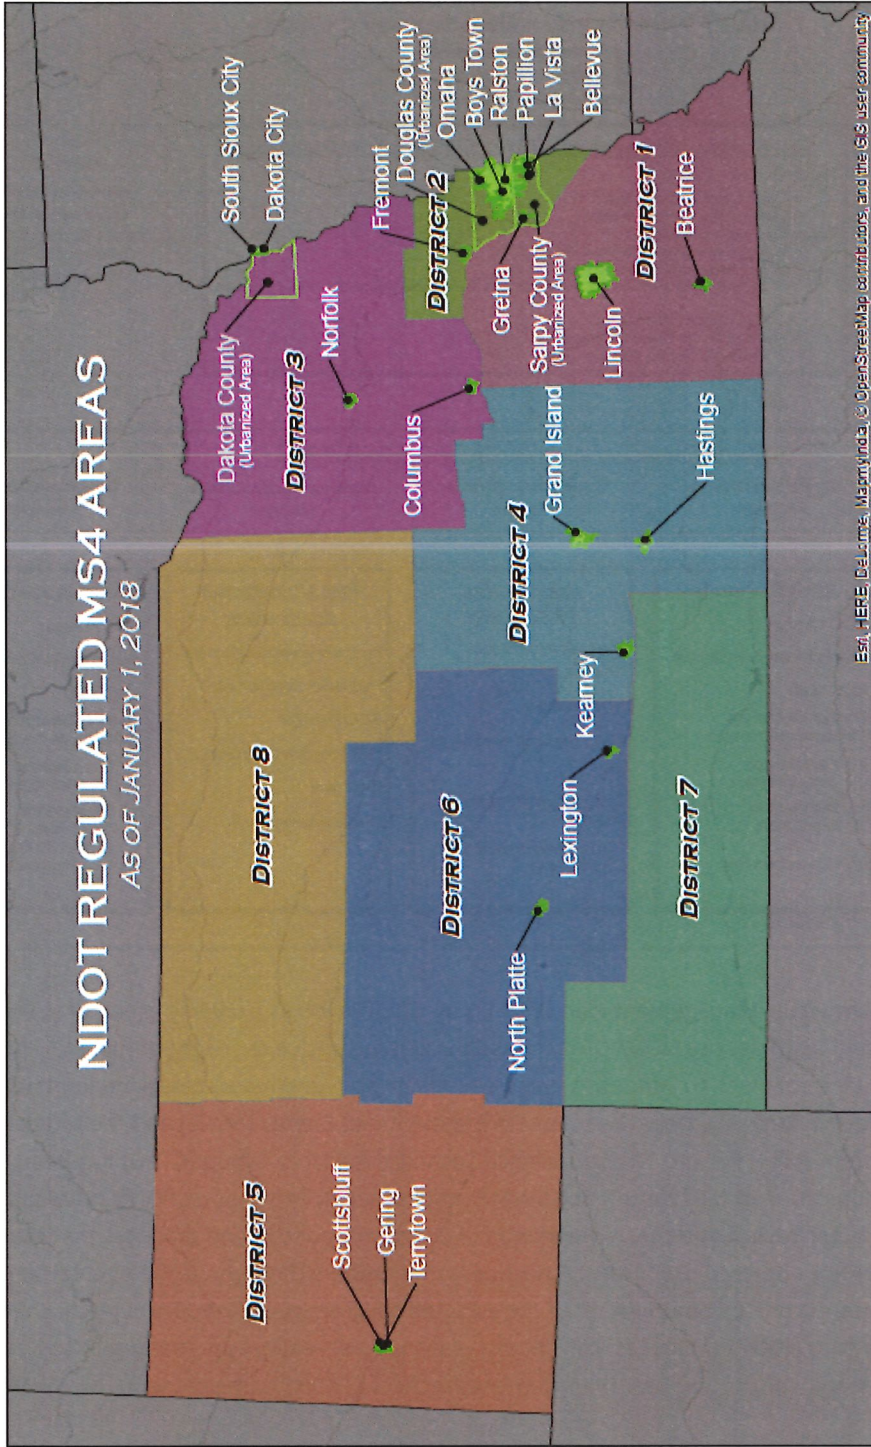 NDOT REGULATED MS4 AREAS
AS OF JANUARY 1, 2018
South Sioux City
Dakota City
Dakota County
(Urbanized Area)
DISTRICT 3
Norfolk
Columbus
DISTRICT 8
DISTRICT 5
Scottsbluff
Gering
Terrytown
DISTRICT 6
North Platte
Lexington
DISTRICT 7
DISTRICT 4
Grand Island
Kearney
Hastings
Fremont
Douglas County
(Urbanized Area)
Omaha
Boys Town
Ralston
Papillion
La Vista
Bellevue
DISTRICT 2
Gretna
Sarpy County
(Urbanized Area)
Lincoln
DISTRICT 1
Beatrice
Esri, HERE, DeLorme, MapmyIndia, © OpenStreetMap contributors, and the GIS user community